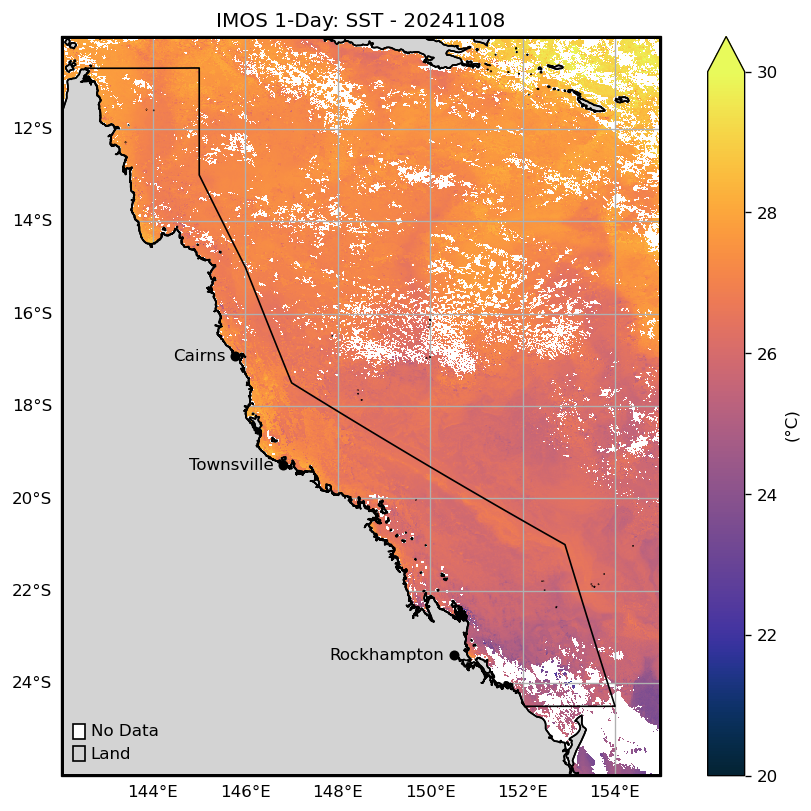 IMOS 1-Day: SST - 20241108
12°S
14°S
16°S
18°S
20°S
22°S
24°S
Cairns
Townsville
Rockhampton
No Data
Land
144°E 146°E 148°E 150°E 152°E 154°E
30
28
26
24
22
20
(°C)